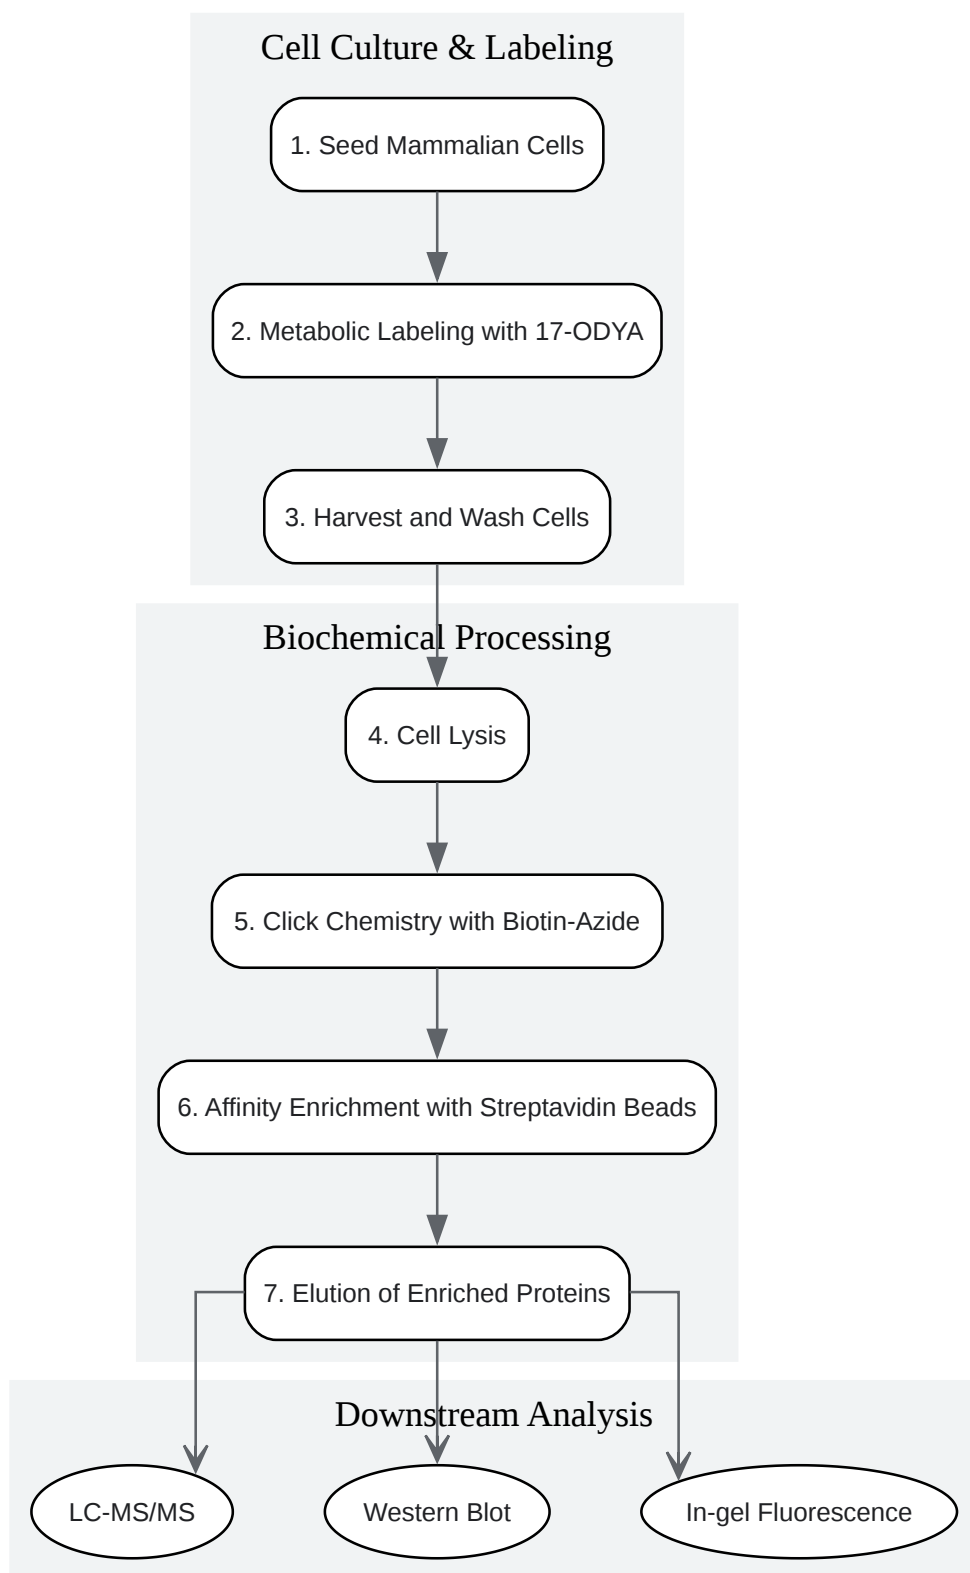 Cell Culture & Labeling
1. Seed Mammalian Cells
2. Metabolic Labeling with 17-ODYA
3. Harvest and Wash Cells
Biochemical Processing
4. Cell Lysis
5. Click Chemistry with Biotin-Azide
6. Affinity Enrichment with Streptavidin Beads
7. Elution of Enriched Proteins
Downstream Analysis
LC-MS/MS
Western Blot
In-gel Fluorescence